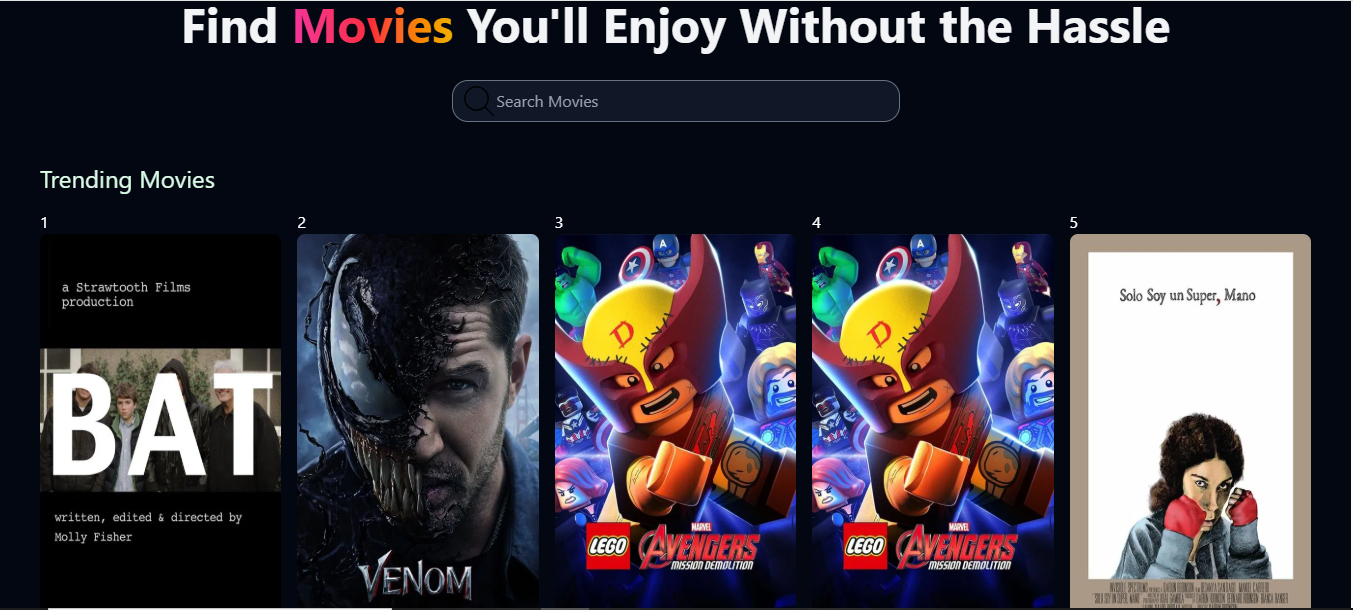 Find Movies You'll Enjoy Without the Hassle
Search Movies
Trending Movies
1
2
3
4
5
a Strawtooth Films
production
BAT
written, edited & directed by
Molly Fisher
VENOM
A
D
MARVEL
LEGO AVENGERS
MISSION DEMOLITION
A
D
MARVEL
LEGO AVENGERS
MISSION DEMOLITION
Solo Soy un Super, Mano